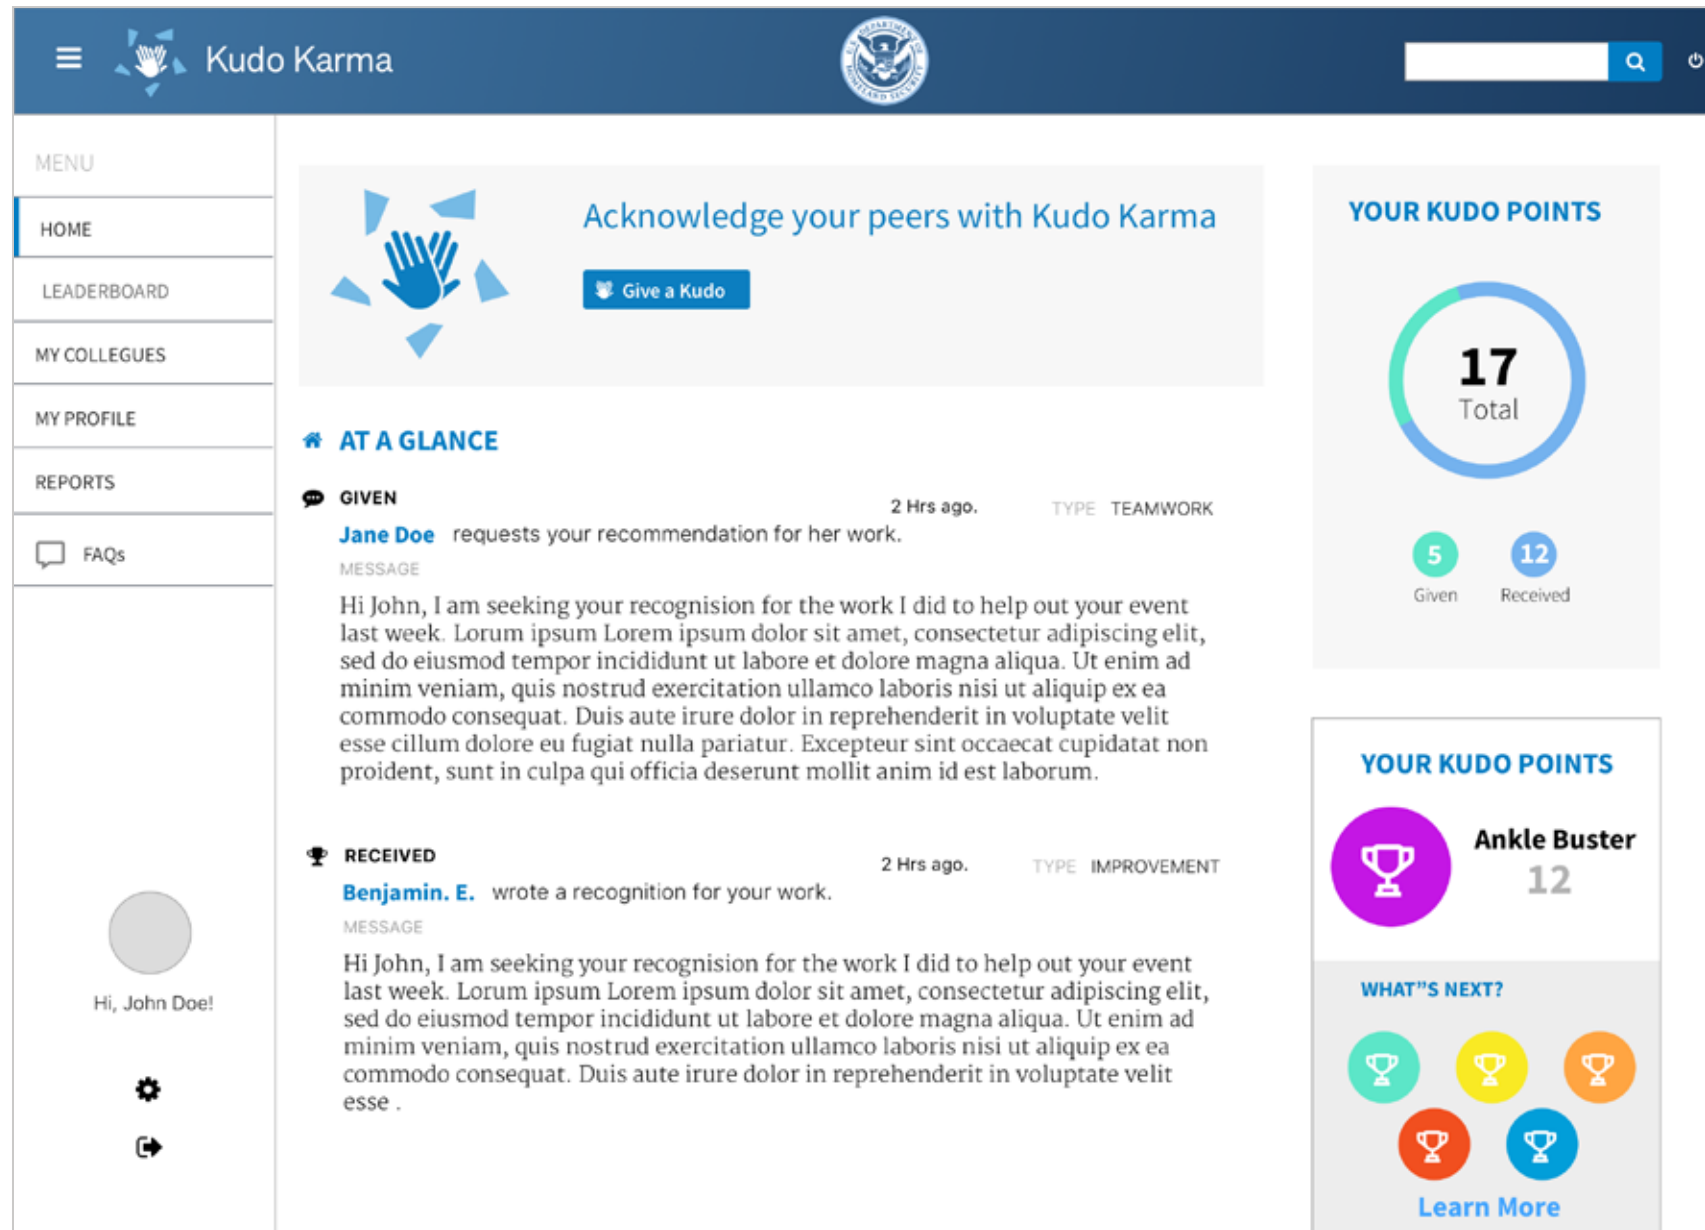 Kudo Karma
U.S. DEPARTMENT OF HOMELAND SECURITY
MENU
HOME
LEADERBOARD
MY COLLEGUES
MY PROFILE
REPORTS
FAQs
Hi, John Doe!
Acknowledge your peers with Kudo Karma
Give a Kudo
AT A GLANCE
GIVEN
2 Hrs ago. TYPE TEAMWORK
Jane Doe requests your recommendation for her work.
MESSAGE
Hi John, I am seeking your recognision for the work I did to help out your event
last week. Lorum ipsum Lorem ipsum dolor sit amet, consectetur adipiscing elit,
sed do eiusmod tempor incididunt ut labore et dolore magna aliqua. Ut enim ad
minim veniam, quis nostrud exercitation ullamco laboris nisi ut aliquip ex ea
commodo consequat. Duis aute irure dolor in reprehenderit in voluptate velit
esse cillum dolore eu fugiat nulla pariatur. Excepteur sint occaecat cupidatat non
proident, sunt in culpa qui officia deserunt mollit anim id est laborum.
RECEIVED
2 Hrs ago. TYPE IMPROVEMENT
Benjamin. E. wrote a recognition for your work.
MESSAGE
Hi John, I am seeking your recognision for the work I did to help out your event
last week. Lorum ipsum Lorem ipsum dolor sit amet, consectetur adipiscing elit,
sed do eiusmod tempor incididunt ut labore et dolore magna aliqua. Ut enim ad
minim veniam, quis nostrud exercitation ullamco laboris nisi ut aliquip ex ea
commodo consequat. Duis aute irure dolor in reprehenderit in voluptate velit
esse .
YOUR KUDO POINTS
17
Total
5 12
Given Received
YOUR KUDO POINTS
Ankle Buster
12
WHAT"S NEXT?
Learn More